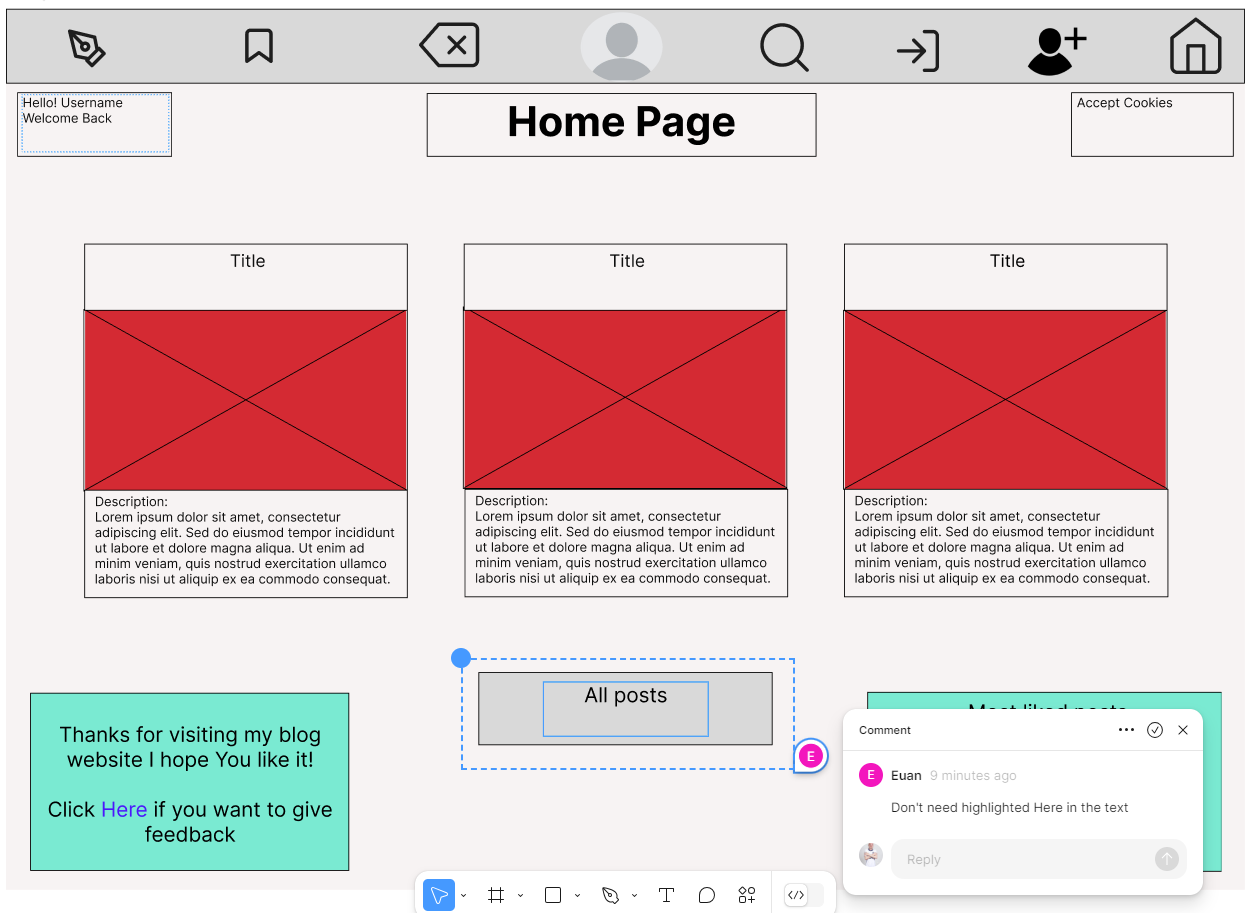 Hello! Username
Welcome Back
Home Page
Accept Cookies
Title
Title
Title
Description:
Lorem ipsum dolor sit amet, consectetur
adipiscing elit. Sed do eiusmod tempor incididunt
ut labore et dolore magna aliqua. Ut enim ad
minim veniam, quis nostrud exercitation ullamco
laboris nisi ut aliquip ex ea commodo consequat.
Description:
Lorem ipsum dolor sit amet, consectetur
adipiscing elit. Sed do eiusmod tempor incididunt
ut labore et dolore magna aliqua. Ut enim ad
minim veniam, quis nostrud exercitation ullamco
laboris nisi ut aliquip ex ea commodo consequat.
Description:
Lorem ipsum dolor sit amet, consectetur
adipiscing elit. Sed do eiusmod tempor incididunt
ut labore et dolore magna aliqua. Ut enim ad
minim veniam, quis nostrud exercitation ullamco
laboris nisi ut aliquip ex ea commodo consequat.
Thanks for visiting my blog
website I hope You like it!
Click Here if you want to give
feedback
All posts
E
Most liked posts
Comment
E
Euan 9 minutes ago
Don't need highlighted Here in the text
Reply